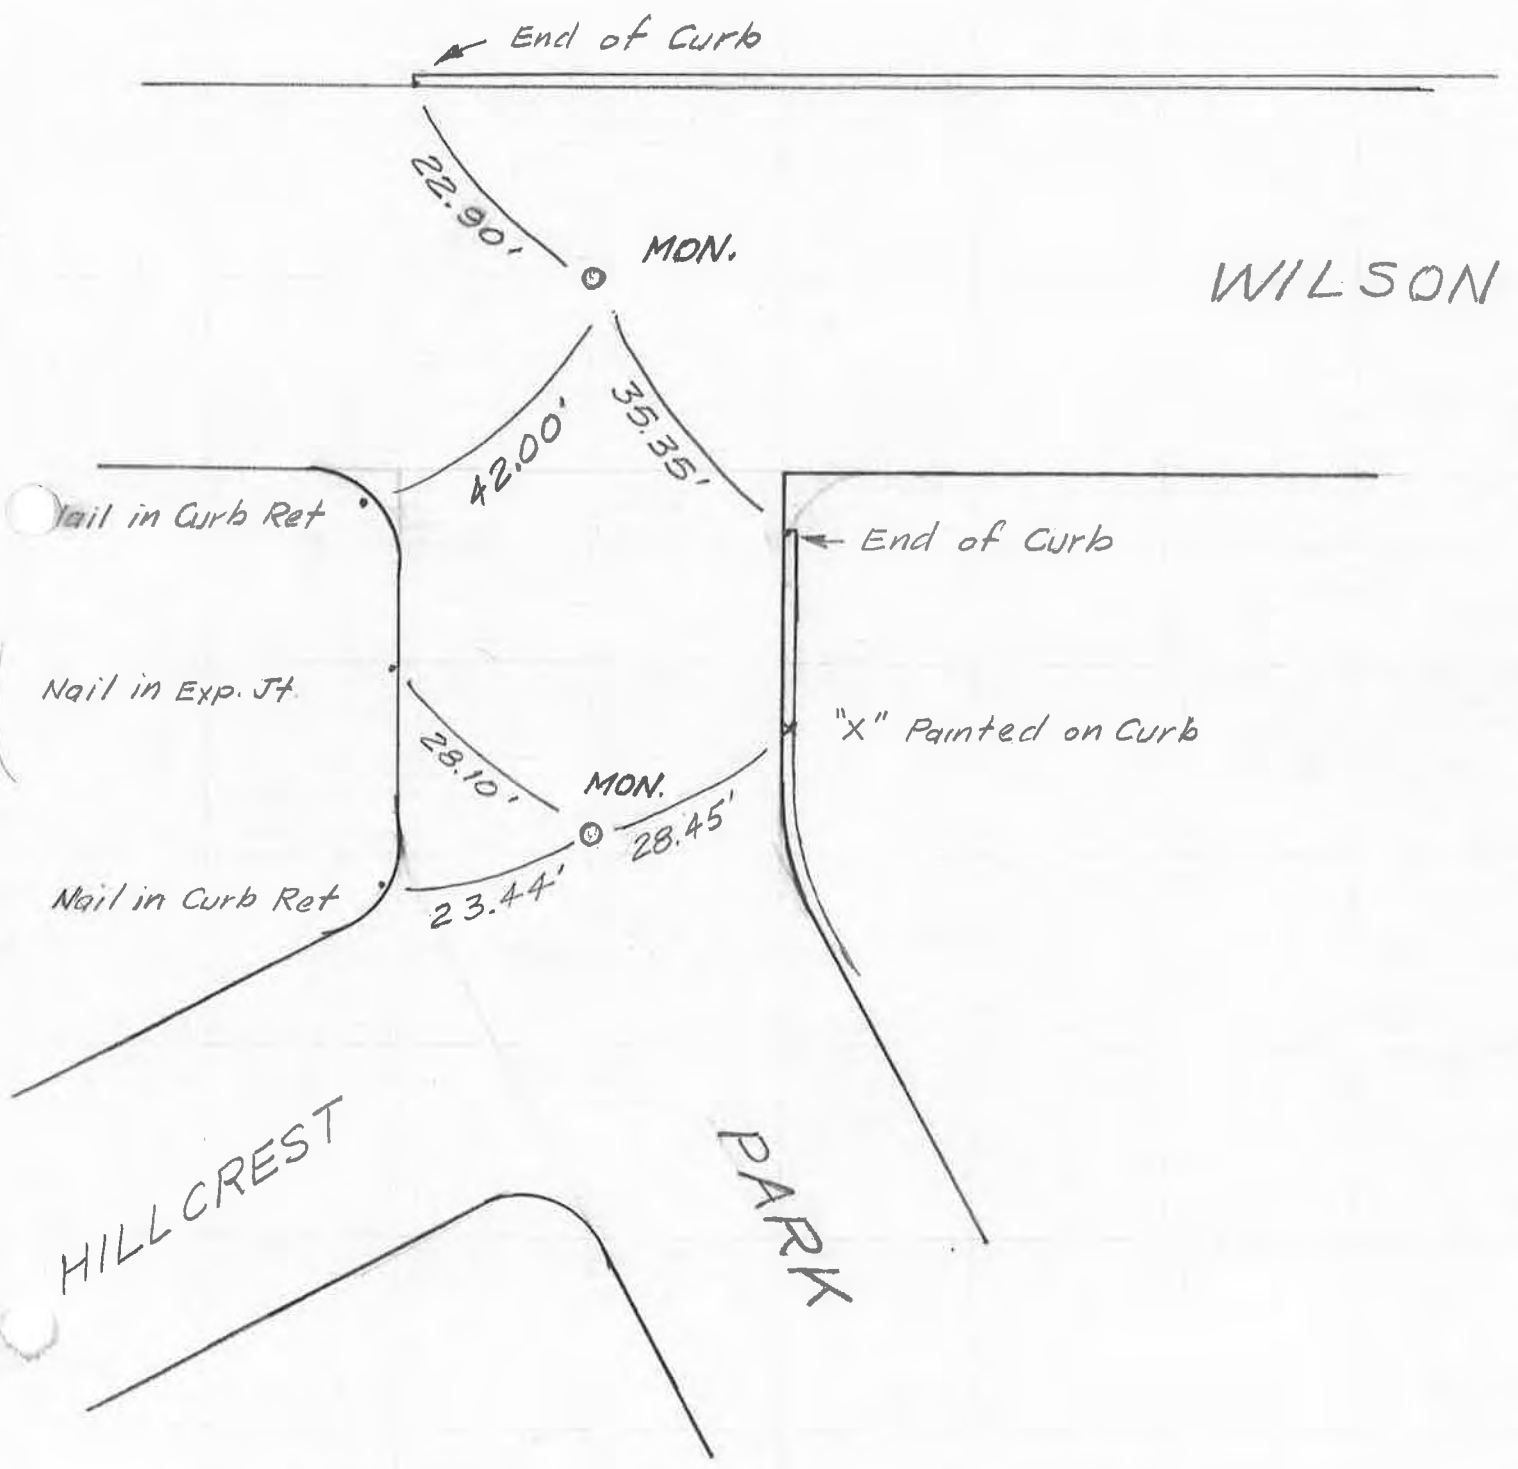 End of Curb
22.90'
MON.
WILSON
42.00'
35.35'
Nail in Curb Ret
End of Curb
Nail in Exp. Jt.
"X" Painted on Curb
28.10'
MON.
28.45'
Nail in Curb Ret
23.44'
HILLCREST
PARK